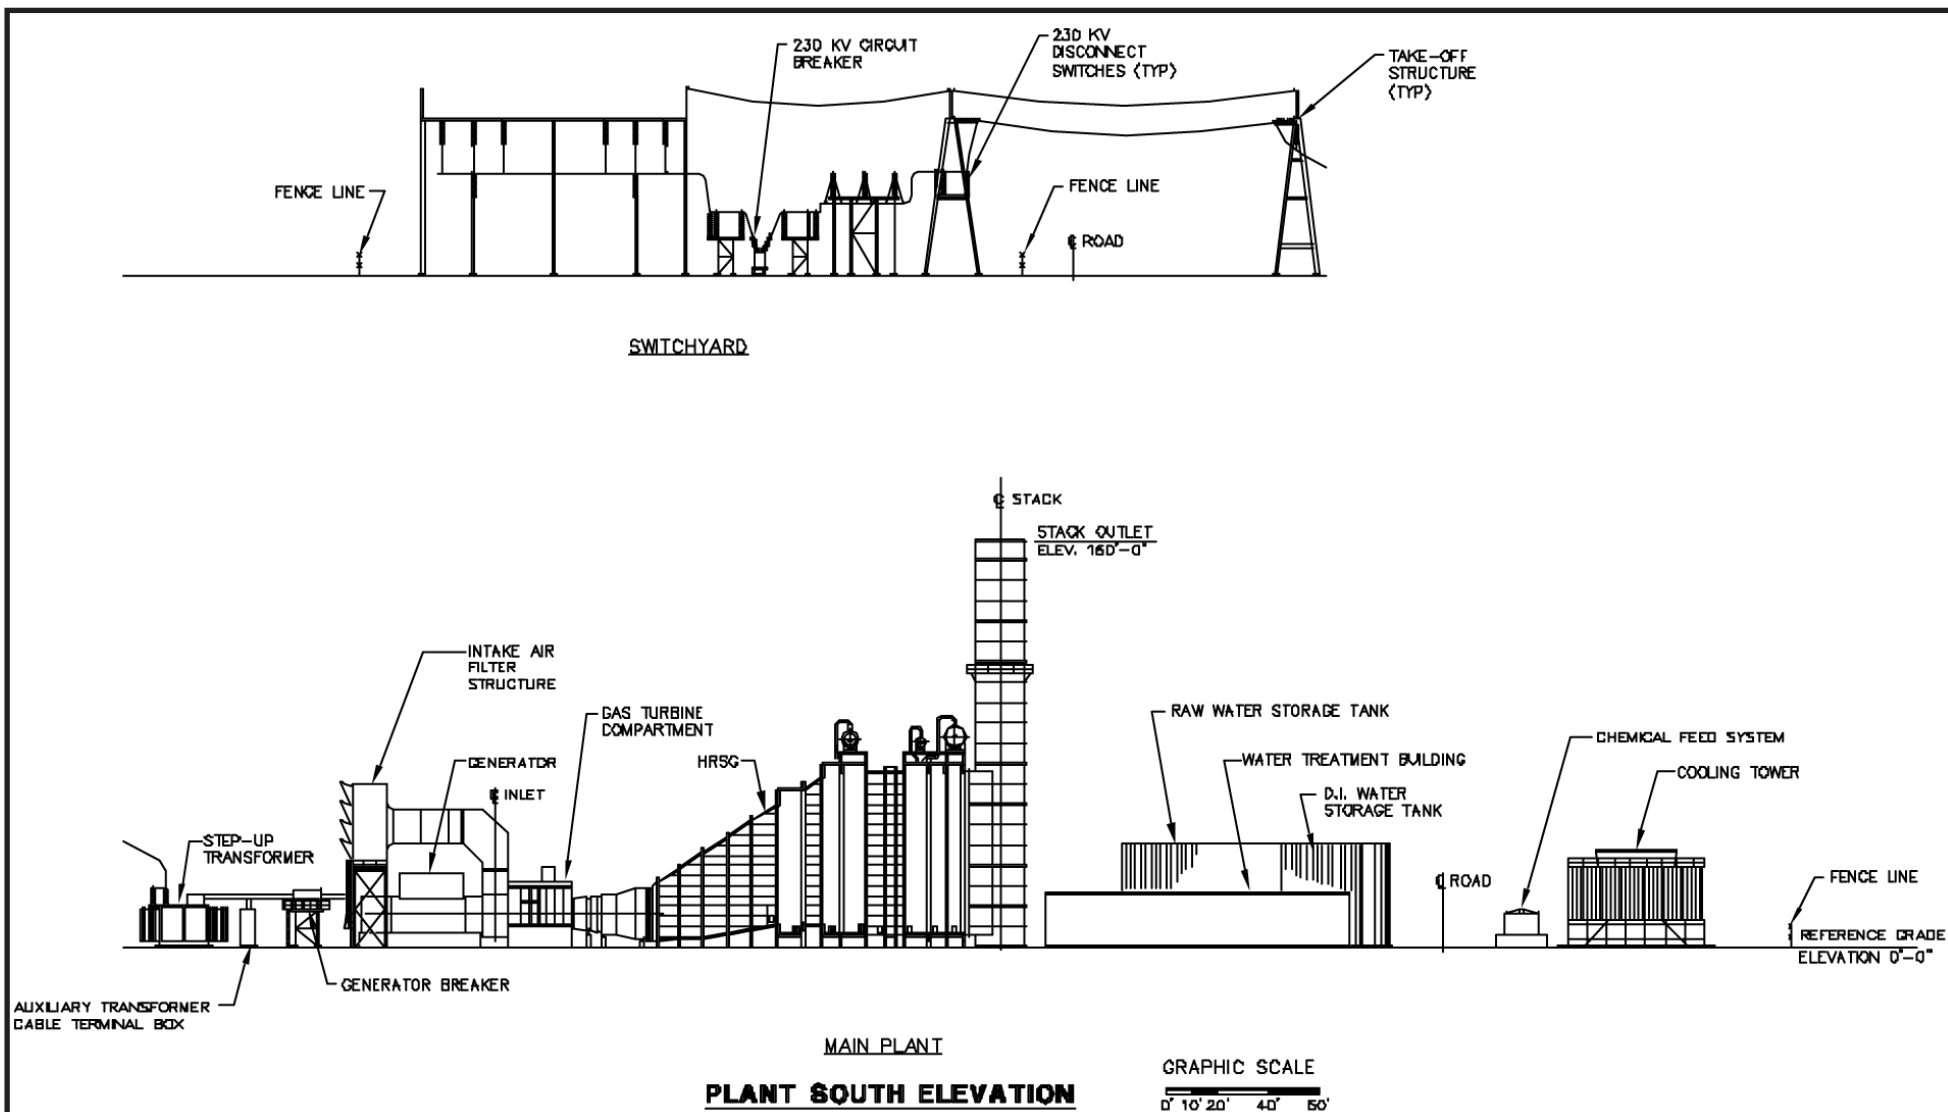 230 KV CIRCUIT
BREAKER
230 KV
DISCONNECT
SWITCHES (TYP)
TAKE-OFF
STRUCTURE
(TYP)
FENCE LINE
FENCE LINE
℄ ROAD
SWITCHYARD
℄ STACK
STACK OUTLET
ELEV. 160'-0"
INTAKE AIR
FILTER
STRUCTURE
GAS TURBINE
COMPARTMENT
GENERATOR
℄ INLET
HRSG
RAW WATER STORAGE TANK
WATER TREATMENT BUILDING
D.I. WATER
STORAGE TANK
CHEMICAL FEED SYSTEM
COOLING TOWER
STEP-UP
TRANSFORMER
℄ ROAD
FENCE LINE
REFERENCE GRADE
ELEVATION 0'-0"
GENERATOR BREAKER
AUXILIARY TRANSFORMER
CABLE TERMINAL BOX
MAIN PLANT
PLANT SOUTH ELEVATION
GRAPHIC SCALE
0' 10' 20' 40' 60'